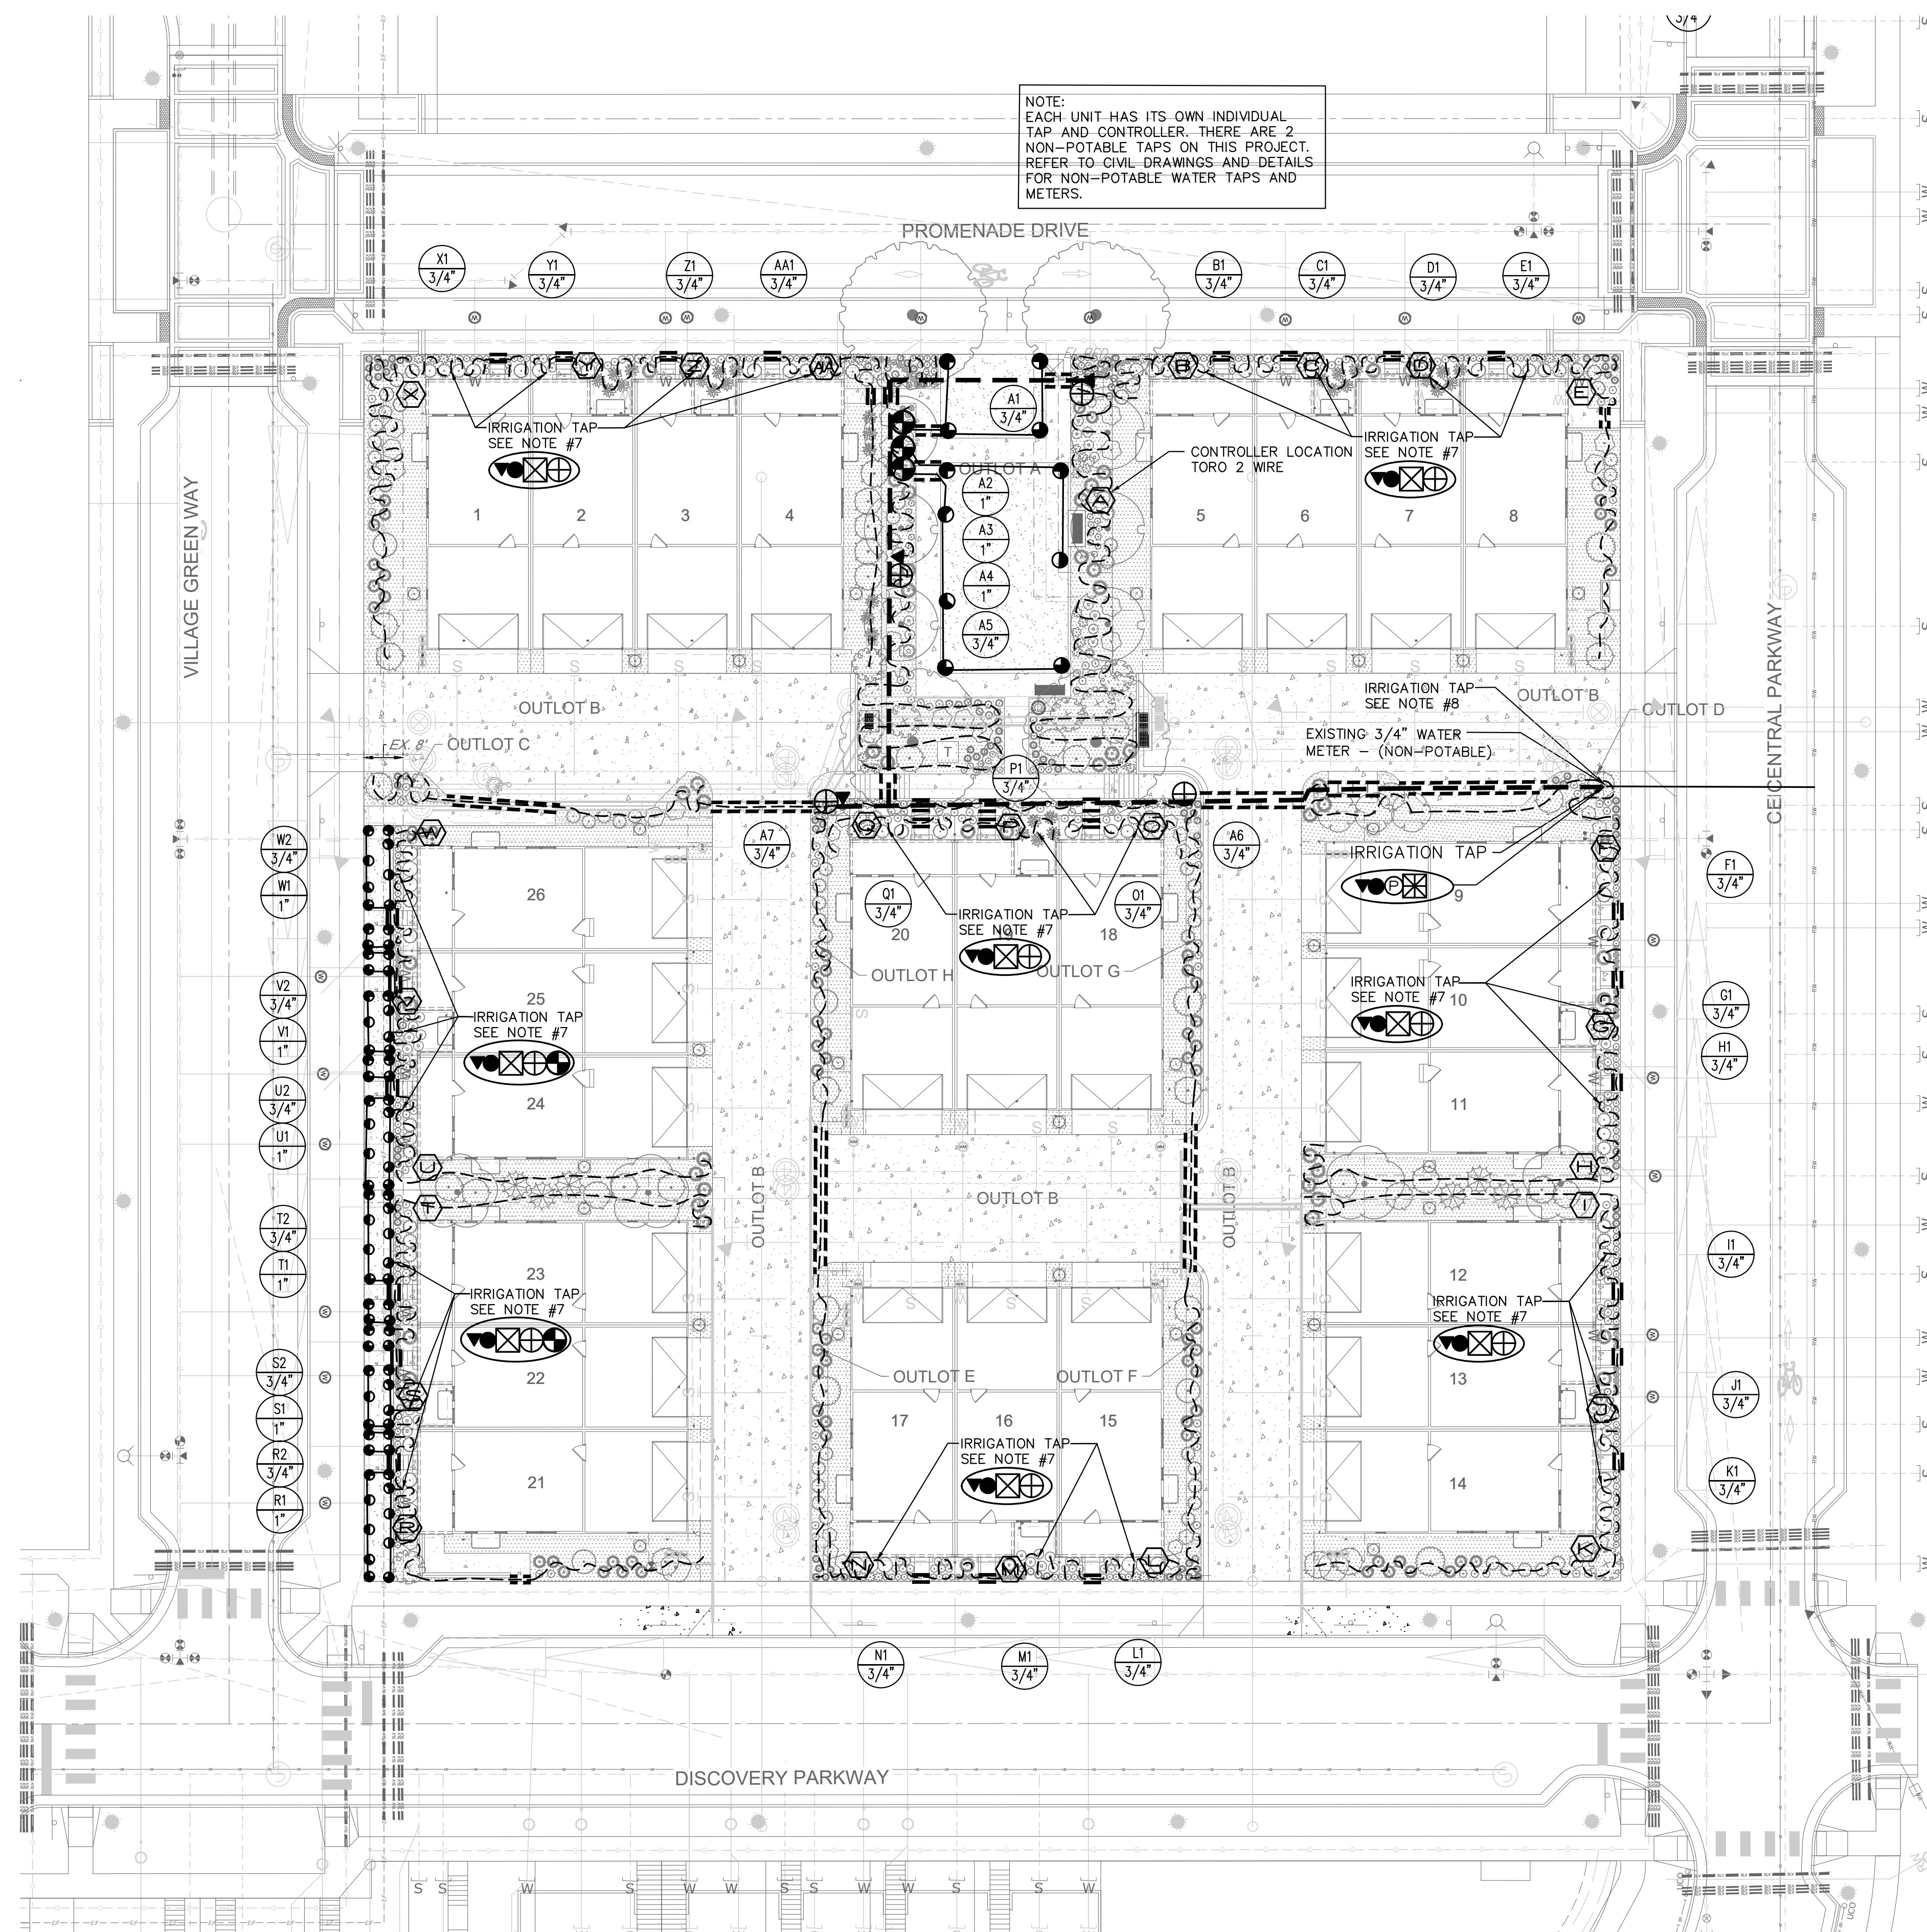 3/4"
NOTE:
EACH UNIT HAS ITS OWN INDIVIDUAL
TAP AND CONTROLLER. THERE ARE 2
NON-POTABLE TAPS ON THIS PROJECT.
REFER TO CIVIL DRAWINGS AND DETAILS
FOR NON-POTABLE WATER TAPS AND
METERS.
PROMENADE DRIVE
X1
3/4"
Y1
3/4"
Z1
3/4"
AA1
3/4"
B1
3/4"
C1
3/4"
D1
3/4"
E1
3/4"
X
Y
Z
AA
B
C
D
E
A1
3/4"
IRRIGATION TAP
SEE NOTE #7
CONTROLLER LOCATION
TORO 2 WIRE
IRRIGATION TAP
SEE NOTE #7
OUTLOT A
A
A2
1"
A3
1"
A4
1"
A5
3/4"
1
2
3
4
5
6
7
8
VILLAGE GREEN WAY
OUTLOT B
EX. 8'
OUTLOT C
T
P1
3/4"
IRRIGATION TAP
SEE NOTE #8
OUTLOT B
OUTLOT D
EXISTING 3/4" WATER
METER - (NON-POTABLE)
CEICENTRAL PARKWAY
W2
3/4"
W1
1"
W
A7
3/4"
Q
P
O
A6
3/4"
IRRIGATION TAP
P
F
F1
3/4"
26
Q1
3/4"
O1
3/4"
IRRIGATION TAP
SEE NOTE #7
20
18
9
OUTLOT H
OUTLOT G
V2
3/4"
V1
1"
V
25
IRRIGATION TAP
SEE NOTE #7
IRRIGATION TAP
SEE NOTE #7
10
G
G1
3/4"
H1
3/4"
U2
3/4"
U1
1"
24
11
U
T
H
I
OUTLOT B
OUTLOT B
OUTLOT B
T2
3/4"
T1
1"
23
IRRIGATION TAP
SEE NOTE #7
12
IRRIGATION TAP
SEE NOTE #7
I1
3/4"
S2
3/4"
S1
1"
S
22
OUTLOT E
OUTLOT F
13
J
J1
3/4"
R2
3/4"
R1
1"
R
21
17
16
15
IRRIGATION TAP
SEE NOTE #7
14
K
K1
3/4"
N
M
L
N1
3/4"
M1
3/4"
L1
3/4"
DISCOVERY PARKWAY
S S W S W W S S W W S S W
UCO
UCO